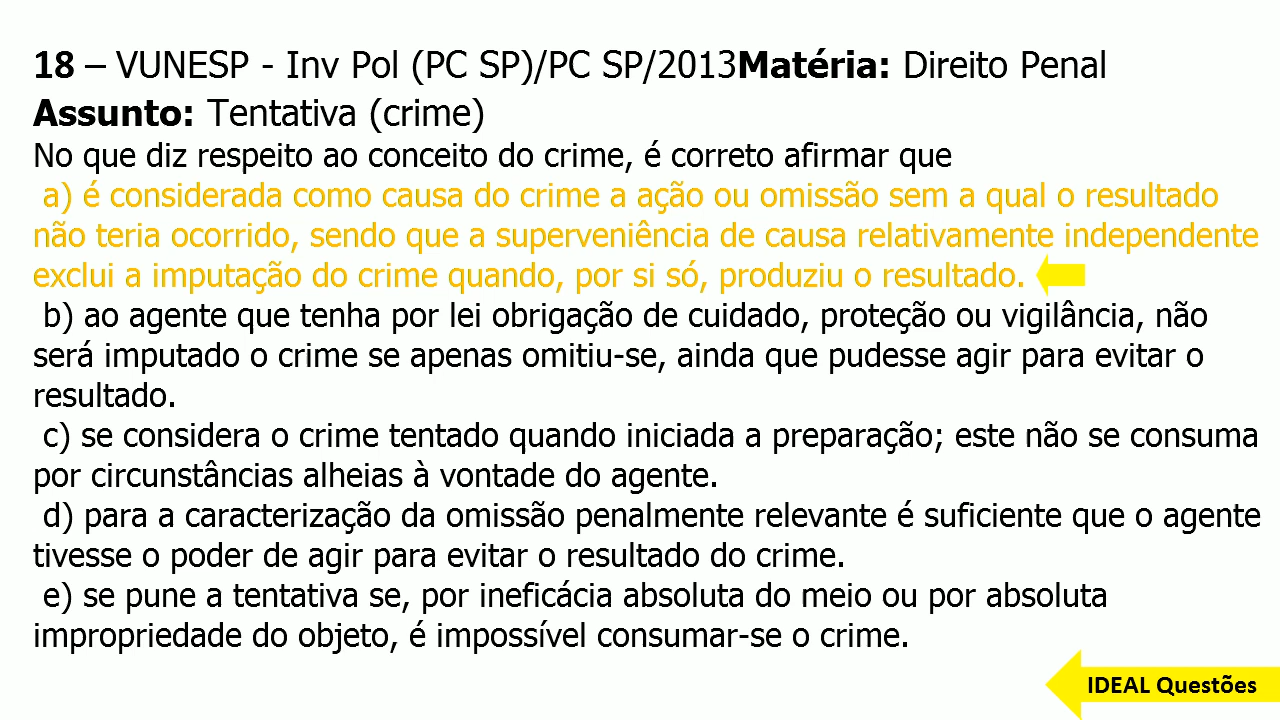 18 – VUNESP - Inv Pol (PC SP)/PC SP/2013Matéria: Direito Penal
Assunto: Tentativa (crime)
No que diz respeito ao conceito do crime, é correto afirmar que
a) é considerada como causa do crime a ação ou omissão sem a qual o resultado
não teria ocorrido, sendo que a superveniência de causa relativamente independente
exclui a imputação do crime quando, por si só, produziu o resultado.
b) ao agente que tenha por lei obrigação de cuidado, proteção ou vigilância, não
será imputado o crime se apenas omitiu-se, ainda que pudesse agir para evitar o
resultado.
c) se considera o crime tentado quando iniciada a preparação; este não se consuma
por circunstâncias alheias à vontade do agente.
d) para a caracterização da omissão penalmente relevante é suficiente que o agente
tivesse o poder de agir para evitar o resultado do crime.
e) se pune a tentativa se, por ineficácia absoluta do meio ou por absoluta
impropriedade do objeto, é impossível consumar-se o crime.
IDEAL Questões